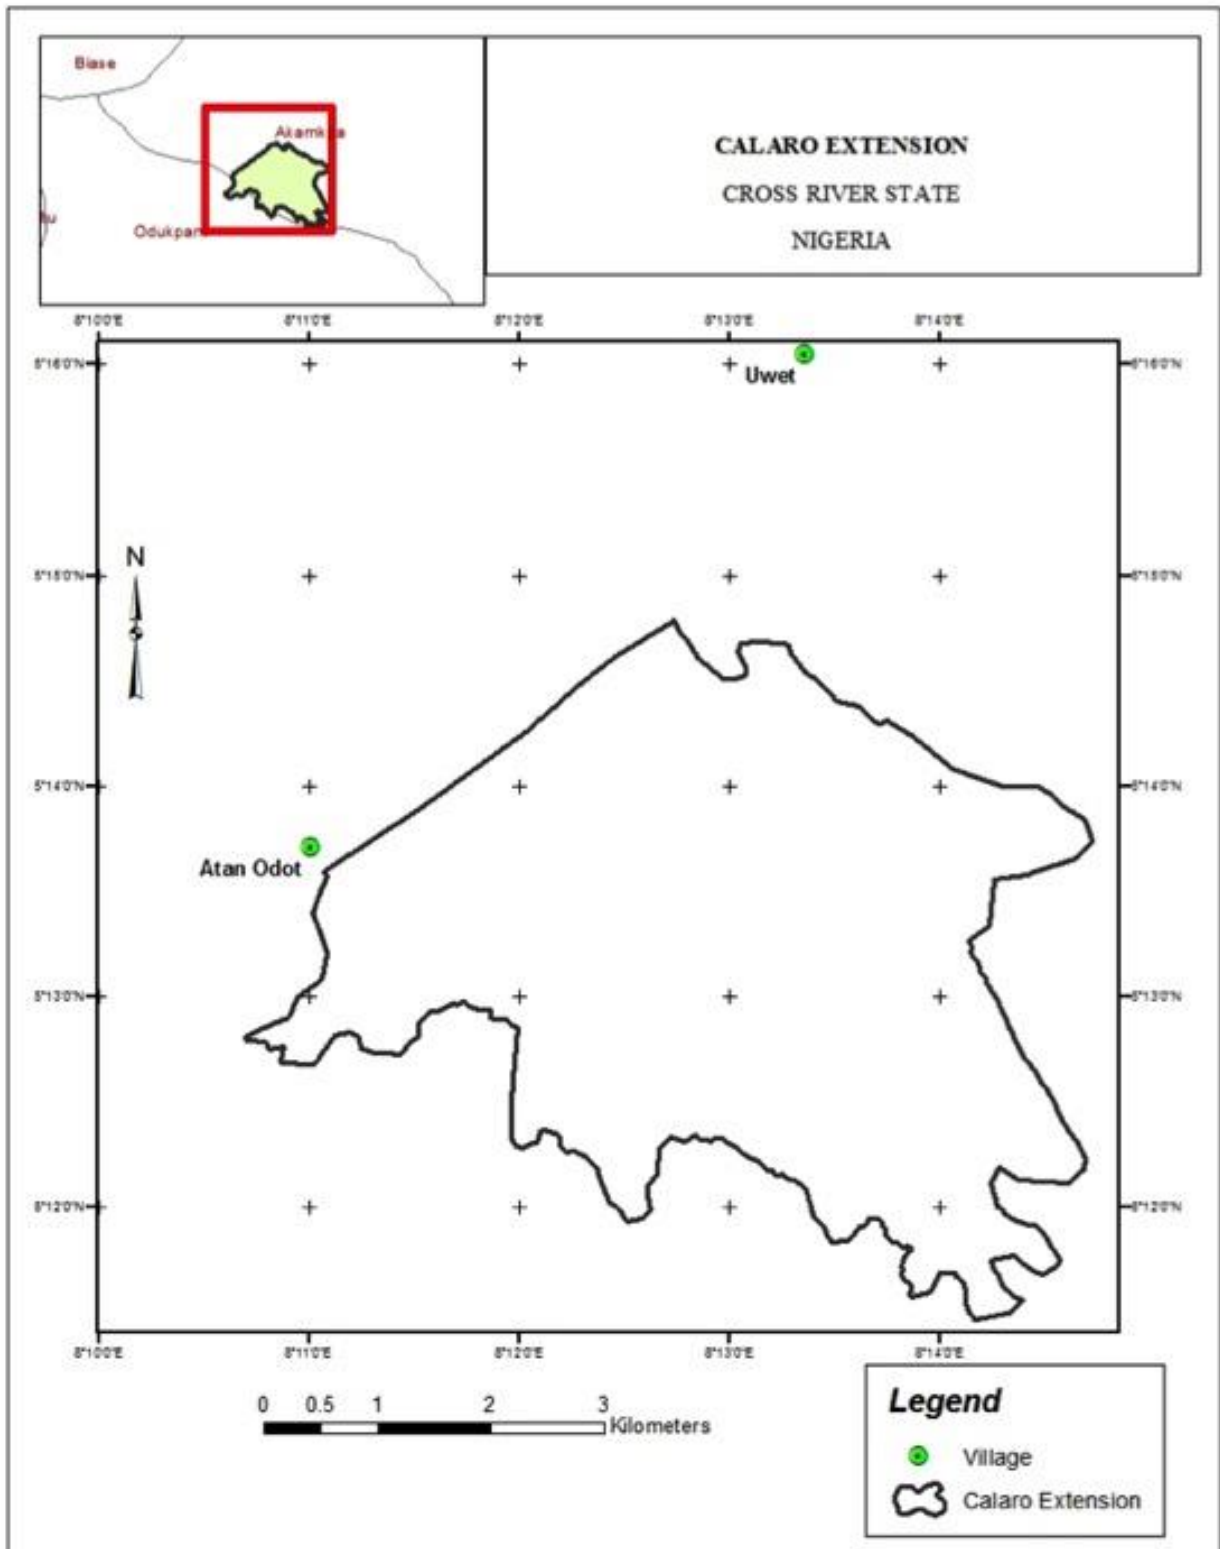 Biase
Odukpan
CALARO EXTENSION
CROSS RIVER STATE
NIGERIA
8°10'0"E 8°11'0"E 8°12'0"E 8°13'0"E 8°14'0"E
5°16'0"N 5°16'0"N
Uwet
N
5°15'0"N 5°15'0"N
5°14'0"N 5°14'0"N
Atan Odot
5°13'0"N 5°13'0"N
5°12'0"N 5°12'0"N
8°10'0"E 8°11'0"E 8°12'0"E 8°13'0"E 8°14'0"E
0 0.5 1 2 3
Kilometers
Legend
Village
Calaro Extension